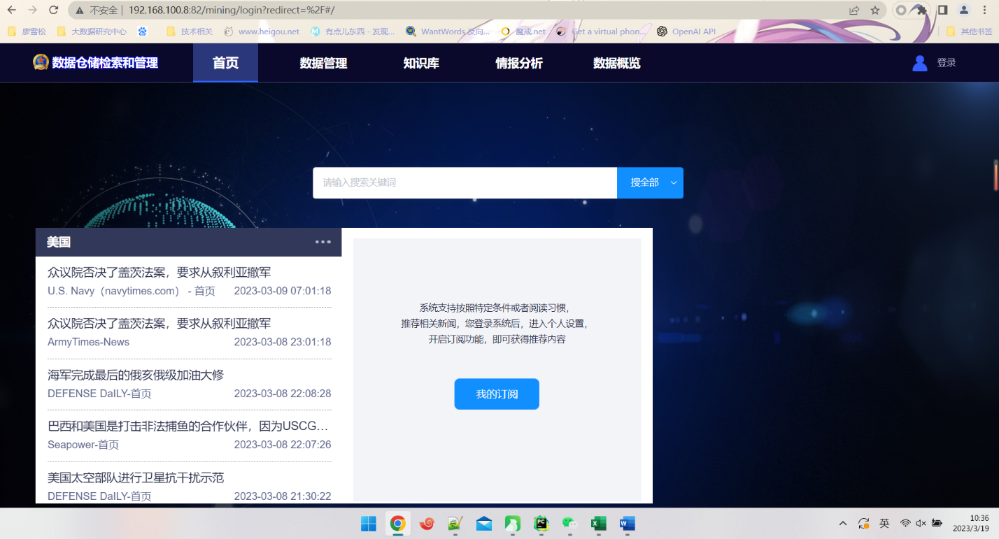 不安全 | 192.168.100.8:82/mining/login?redirect=%2F#/
廖雪松 大数据研究中心 技术相关 www.heigou.net 有点儿东西 - 发现... WantWords 反向... 魔戒.net Get a virtual phon... OpenAI API 其他书签
数据仓储检索和管理 首页 数据管理 知识库 情报分析 数据概览 登录
请输入搜索关键词 搜全部
美国
众议院否决了盖茨法案，要求从叙利亚撤军
U.S. Navy（navytimes.com） - 首页 2023-03-09 07:01:18
众议院否决了盖茨法案，要求从叙利亚撤军
ArmyTimes-News 2023-03-08 23:01:18
海军完成最后的俄亥俄级加油大修
DEFENSE DaILY-首页 2023-03-08 22:08:28
巴西和美国是打击非法捕鱼的合作伙伴，因为USCG...
Seapower-首页 2023-03-08 22:07:26
美国太空部队进行卫星抗干扰示范
DEFENSE DaILY-首页 2023-03-08 21:30:22
系统支持按照特定条件或者阅读习惯，
推荐相关新闻，您登录系统后，进入个人设置，
开启订阅功能，即可获得推荐内容
我的订阅
英 10:36
2023/3/19